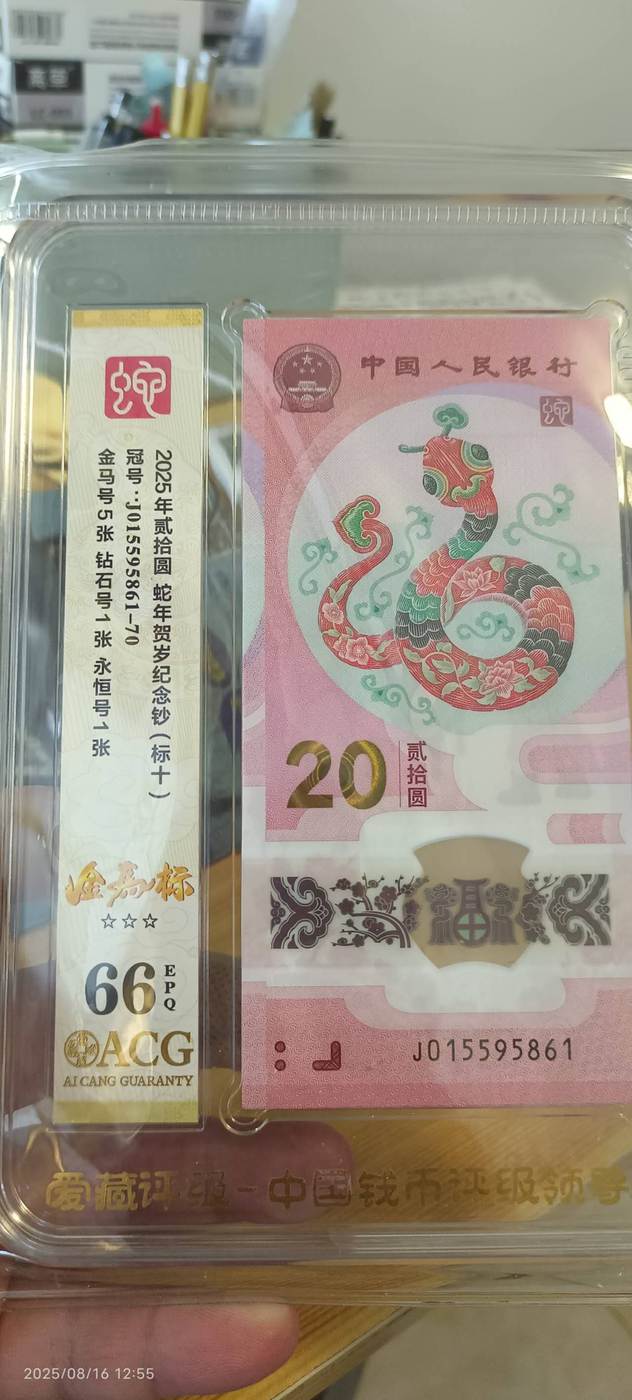 蛇
2025年贰拾圆 蛇年贺岁纪念钞(标十)
冠号:J015595861-70
金马号5张 钻石号1张 永恒号1张
金马标
☆☆☆
66 EPQ
ACG
AI CANG GUARANTY
中国人民银行
蛇
20 贰拾圆
J015595861
爱藏评级-中国钱币评级领导
2025/08/16 12:55